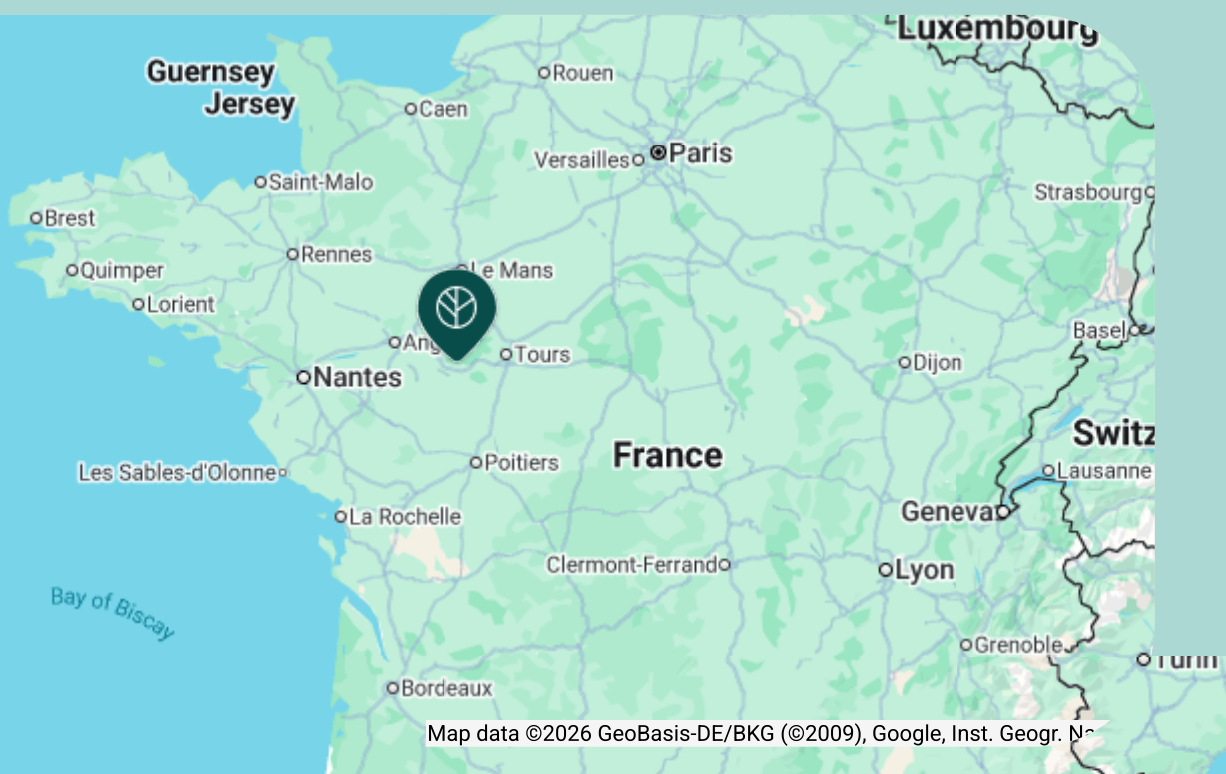 Luxembourg
Guernsey
Jersey
Rouen
Caen
Versailles
Paris
Saint-Malo
Strasbourg
Brest
Rennes
Quimper
Le Mans
Lorient
Basel
Ang
Tours
Dijon
Nantes
Switz
France
Poitiers
Les Sables-d'Olonne
Lausanne
Geneva
La Rochelle
Clermont-Ferrand
Lyon
Bay of Biscay
Grenoble
Turin
Bordeaux
Map data ©2026 GeoBasis-DE/BKG (©2009), Google, Inst. Geogr. Na